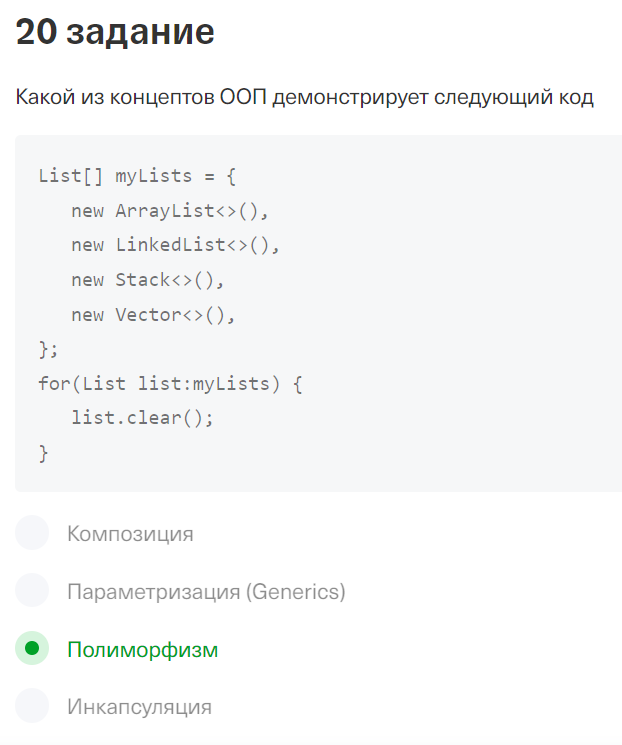 20 задание
Какой из концептов ООП демонстрирует следующий код
List[] myLists = {
new ArrayList<>(),
new LinkedList<>(),
new Stack<>(),
new Vector<>(),
};
for(List list:myLists) {
list.clear();
}
Композиция
Параметризация (Generics)
Полиморфизм
Инкапсуляция